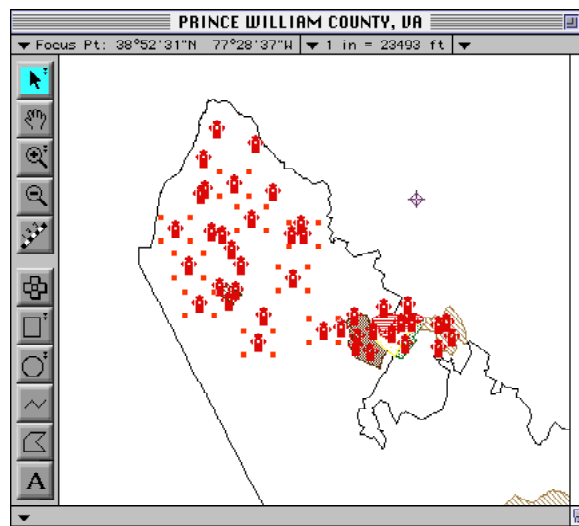 PRINCE WILLIAM COUNTY, VA
Focus Pt: 38°52'31"N 77°28'37"W 1 in = 23493 ft
A